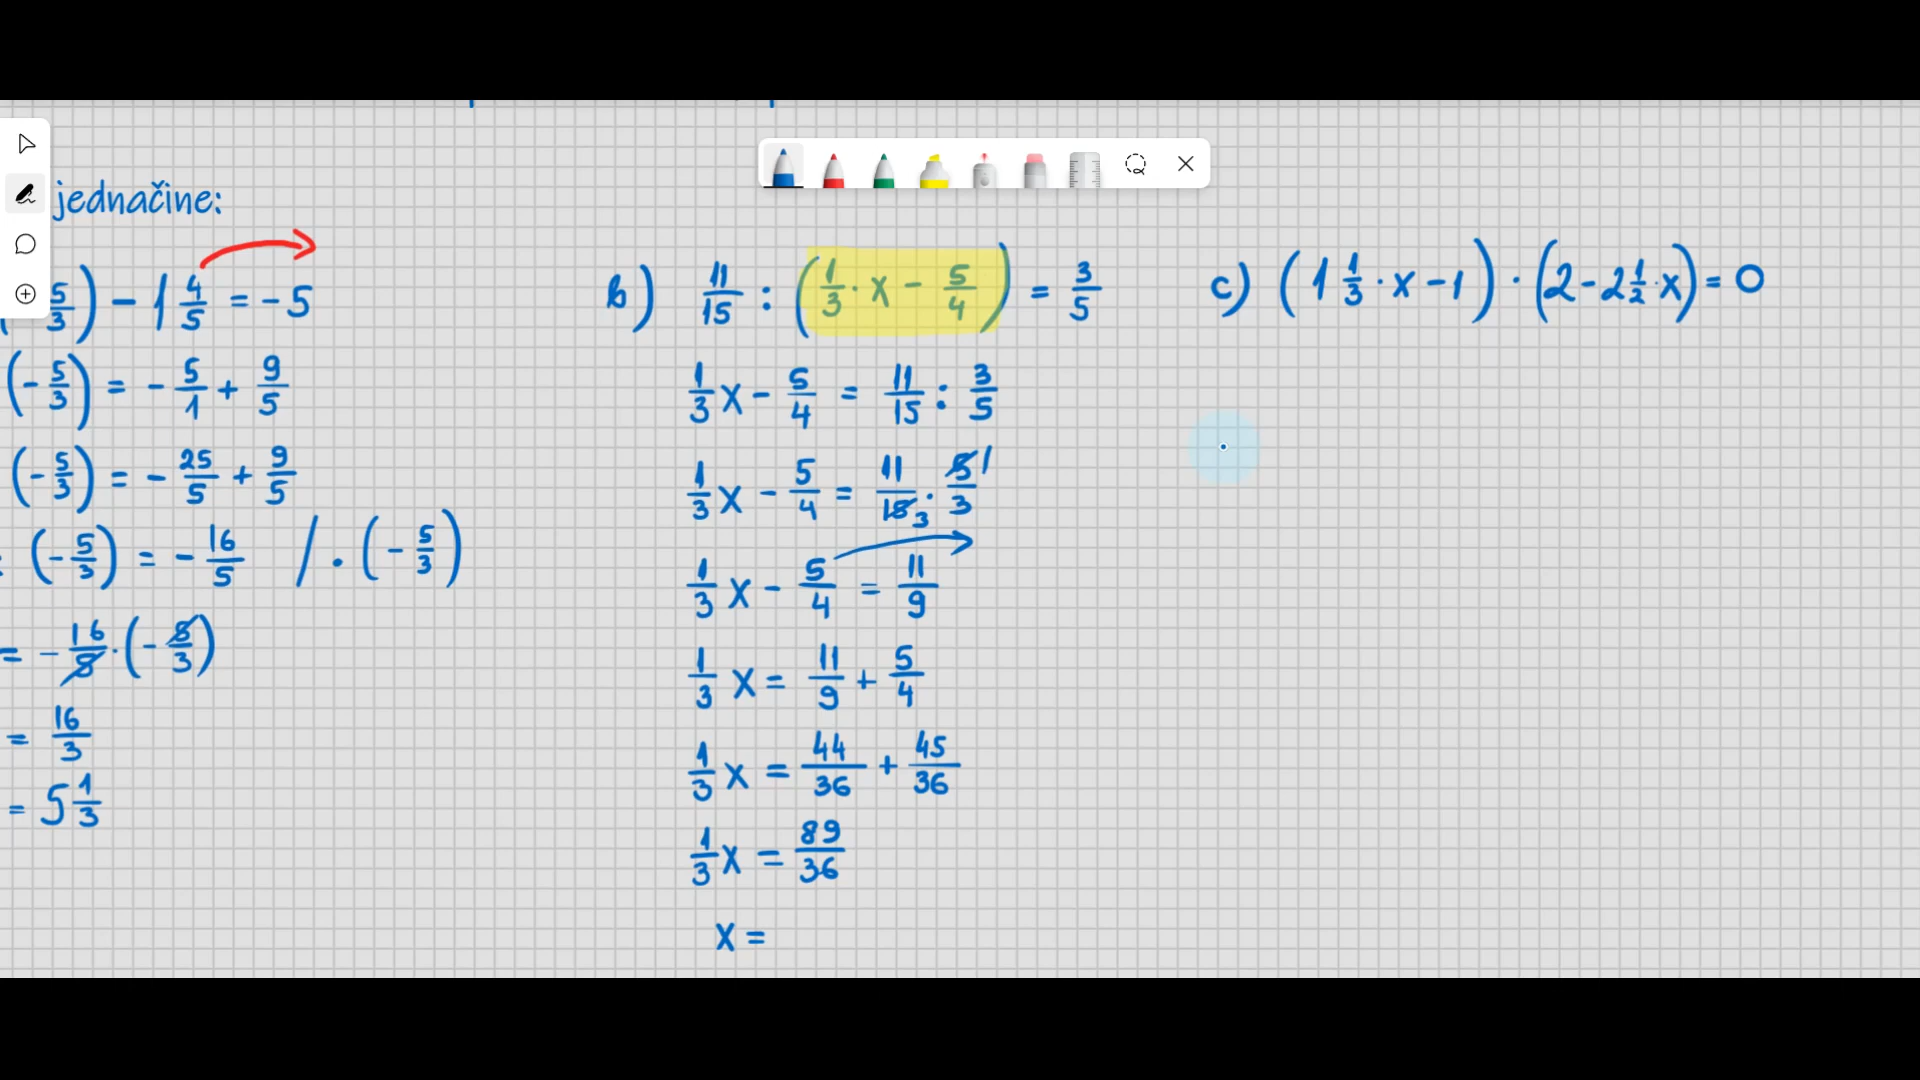 jednačine:
5/3) - 1 4/5 = -5
(-5/3) = -5/1 + 9/5
(-5/3) = -25/5 + 9/5
: (-5/3) = -16/5 / · (-5/3)
= -16/5 · (-5/3)
= 16/3
= 5 1/3
b) 11/15 : (1/3 · x - 5/4) = 3/5
1/3 x - 5/4 = 11/15 : 3/5
1/3 x - 5/4 = 11/15 3 · 5 1/3
1/3 x - 5/4 = 11/9
1/3 x = 11/9 + 5/4
1/3 x = 44/36 + 45/36
1/3 x = 89/36
x =
c) (1 1/3 · x - 1) · (2 - 2 1/2 · x) = 0